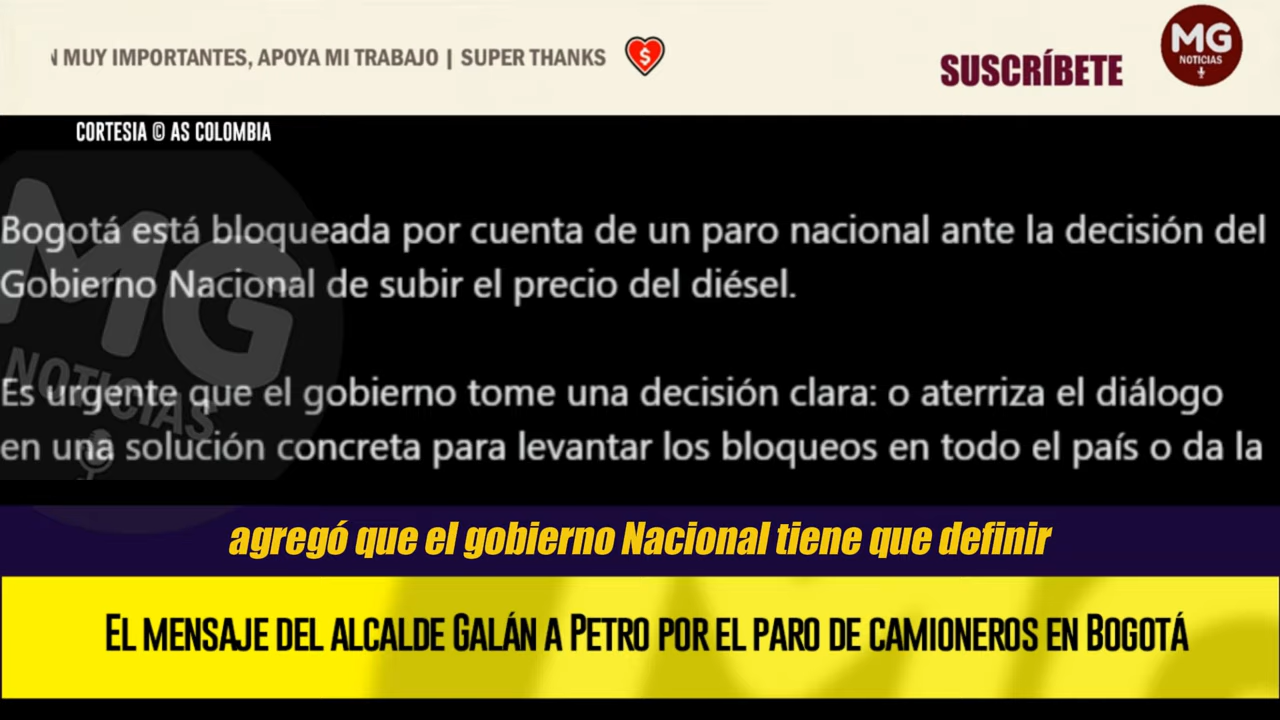 MUY IMPORTANTES, APOYA MI TRABAJO | SUPER THANKS
$
SUSCRÍBETE
MG
NOTICIAS
CORTESIA © AS COLOMBIA
MG
NOTICIAS
Bogotá está bloqueada por cuenta de un paro nacional ante la decisión del
Gobierno Nacional de subir el precio del diésel.
Es urgente que el gobierno tome una decisión clara: o aterriza el diálogo
en una solución concreta para levantar los bloqueos en todo el país o da la
agregó que el gobierno Nacional tiene que definir
EL MENSAJE DEL ALCALDE GALÁN A PETRO POR EL PARO DE CAMIONEROS EN BOGOTÁ